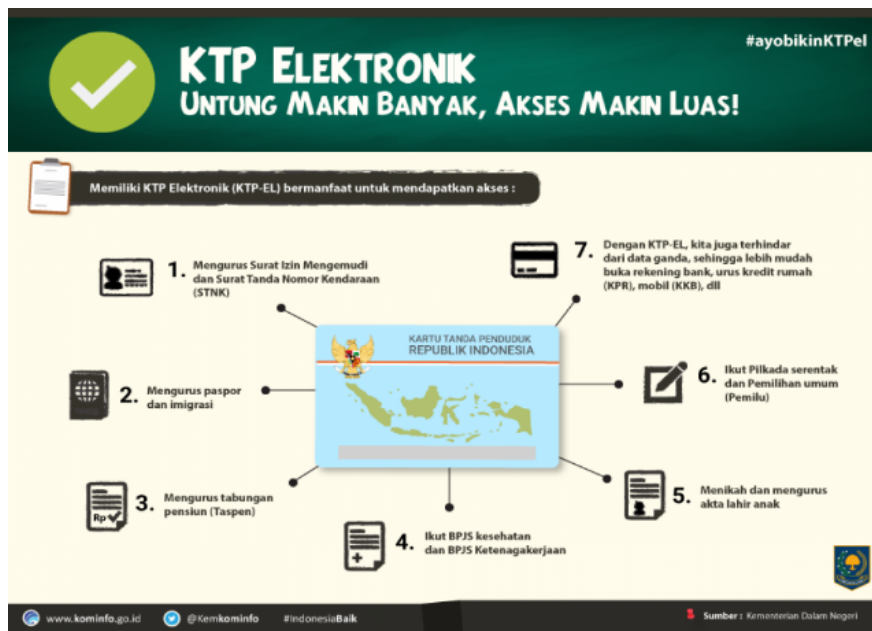 #ayobikinKTPel
KTP ELEKTRONIK
UNTUNG MAKIN BANYAK, AKSES MAKIN LUAS!
Memiliki KTP Elektronik (KTP-EL) bermanfaat untuk mendapatkan akses :
1. Mengurus Surat Izin Mengemudi
dan Surat Tanda Nomor Kendaraan
(STNK)
2. Mengurus paspor
dan imigrasi
Rp
3. Mengurus tabungan
pensiun (Taspen)
4. Ikut BPJS kesehatan
dan BPJS Ketenagakerjaan
5. Menikah dan mengurus
akta lahir anak
6. Ikut Pilkada serentak
dan Pemilihan umum
(Pemilu)
7. Dengan KTP-EL, kita juga terhindar
dari data ganda, sehingga lebih mudah
buka rekening bank, urus kredit rumah
(KPR), mobil (KKB), dll
KARTU TANDA PENDUDUK
REPUBLIK INDONESIA
www.kominfo.go.id
@Kemkominfo
#IndonesiaBaik
Sumber : Kementerian Dalam Negeri